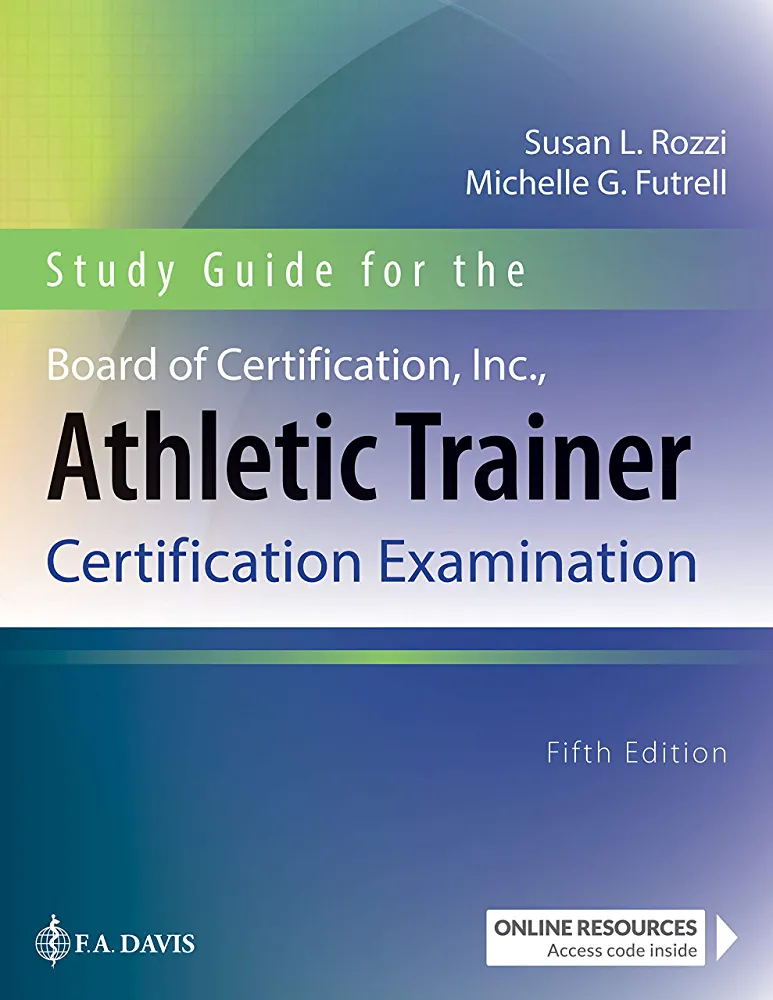 Susan L. Rozzi
Michelle G. Futrell
Study Guide for the
Board of Certification, Inc.,
Athletic Trainer
Certification Examination
Fifth Edition
F.A. DAVIS
ONLINE RESOURCES
Access code inside